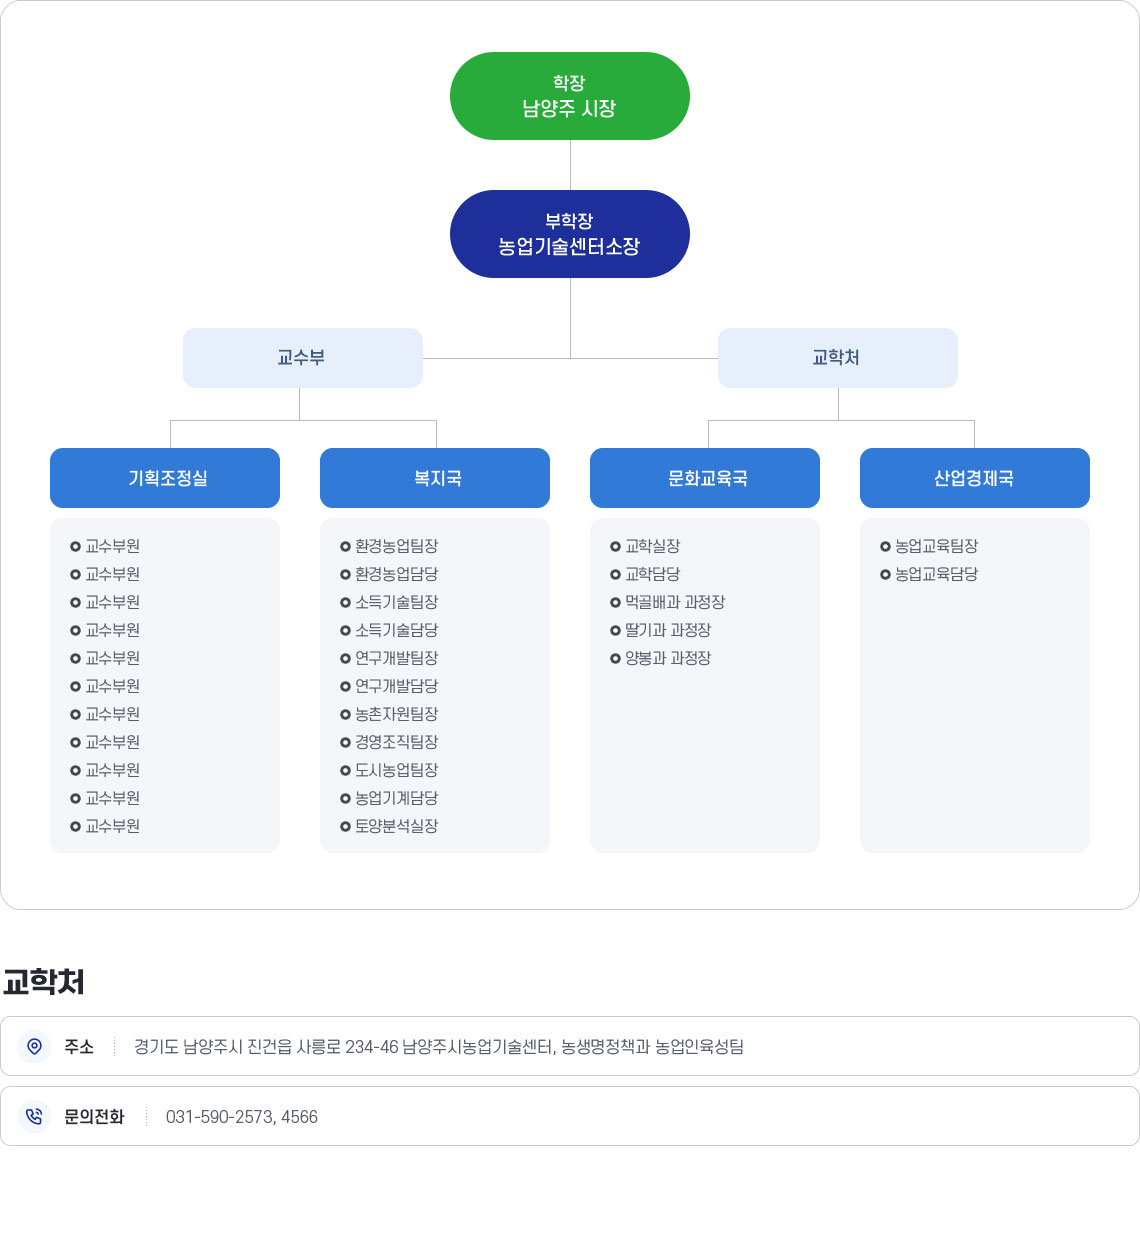 학장
남양주 시장
부학장
농업기술센터소장
교수부
교학처
기획조정실
교수부원
교수부원
교수부원
교수부원
교수부원
교수부원
교수부원
교수부원
교수부원
교수부원
교수부원
복지국
환경농업팀장
환경농업담당
소득기술팀장
소득기술담당
연구개발팀장
연구개발담당
농촌자원팀장
경영조직팀장
도시농업팀장
농업기계담당
토양분석실장
문화교육국
교학실장
교학담당
먹골배과 과정장
딸기과 과정장
양봉과 과정장
산업경제국
농업교육팀장
농업교육담당
교학처
주소 경기도 남양주시 진건읍 사릉로 234-46 남양주시농업기술센터, 농생명정책과 농업인육성팀
문의전화 031-590-2573, 4566